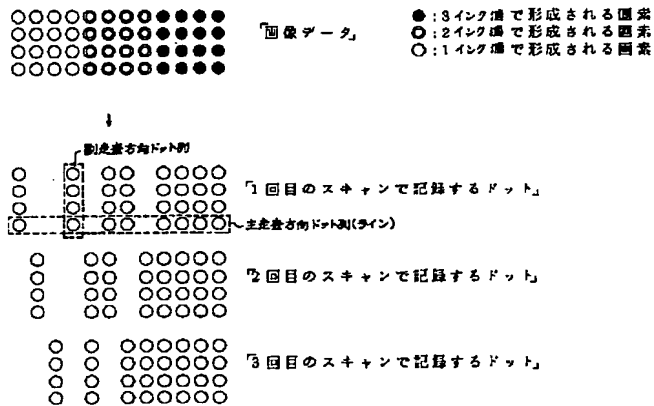 「画像データ」
●:3インク滴で形成される画素
◎:2インク滴で形成される画素
○:1インク滴で形成される画素
副走査方向ドット列
「1回目のスキャンで記録するドット」
主走査方向ドット列(ライン)
「2回目のスキャンで記録するドット」
「3回目のスキャンで記録するドット」